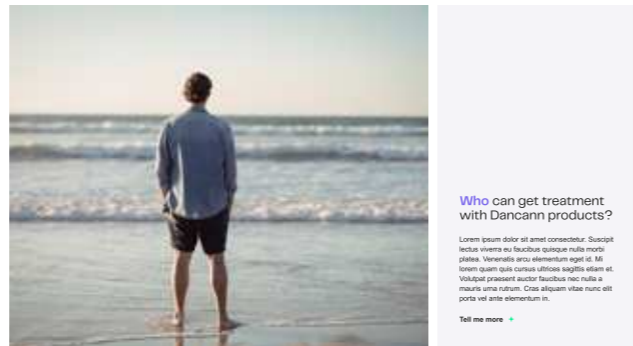 Who can get treatment
with Dancann products?
Lorem ipsum dolor sit amet consectetur. Suscipit
lectus viverra eu faucibus quisque nulla morbi
platea. Venenatis arcu elementum eget id. Mi
lorem quam quis cursus ultrices sagittis etiam et.
Volutpat praesent auctor faucibus nec nulla a
mauris urna rutrum. Cras aliquam vitae nunc elit
porta vel ante elementum in.
Tell me more +